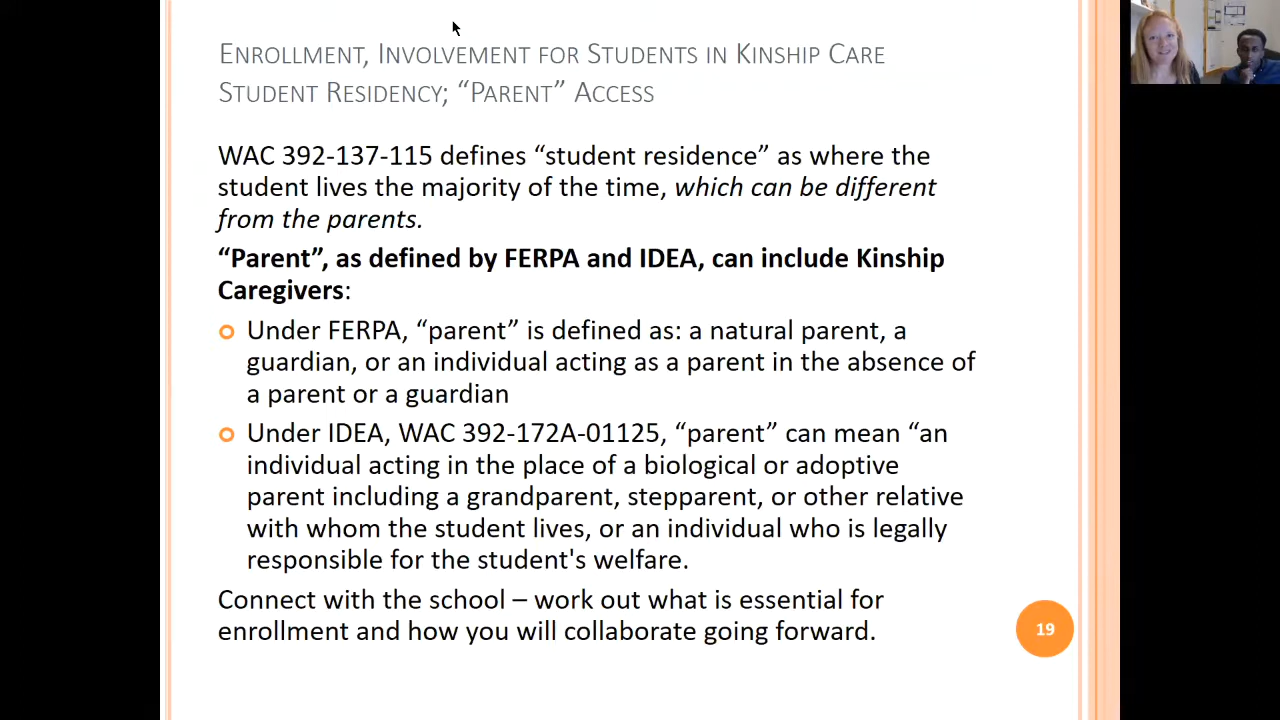 ENROLLMENT, INVOLVEMENT FOR STUDENTS IN KINSHIP CARE
STUDENT RESIDENCY; “PARENT” ACCESS
WAC 392-137-115 defines “student residence” as where the
student lives the majority of the time, which can be different
from the parents.
“Parent”, as defined by FERPA and IDEA, can include Kinship
Caregivers:
Under FERPA, “parent” is defined as: a natural parent, a
guardian, or an individual acting as a parent in the absence of
a parent or a guardian
Under IDEA, WAC 392-172A-01125, “parent” can mean “an
individual acting in the place of a biological or adoptive
parent including a grandparent, stepparent, or other relative
with whom the student lives, or an individual who is legally
responsible for the student's welfare.
Connect with the school – work out what is essential for
enrollment and how you will collaborate going forward.
19